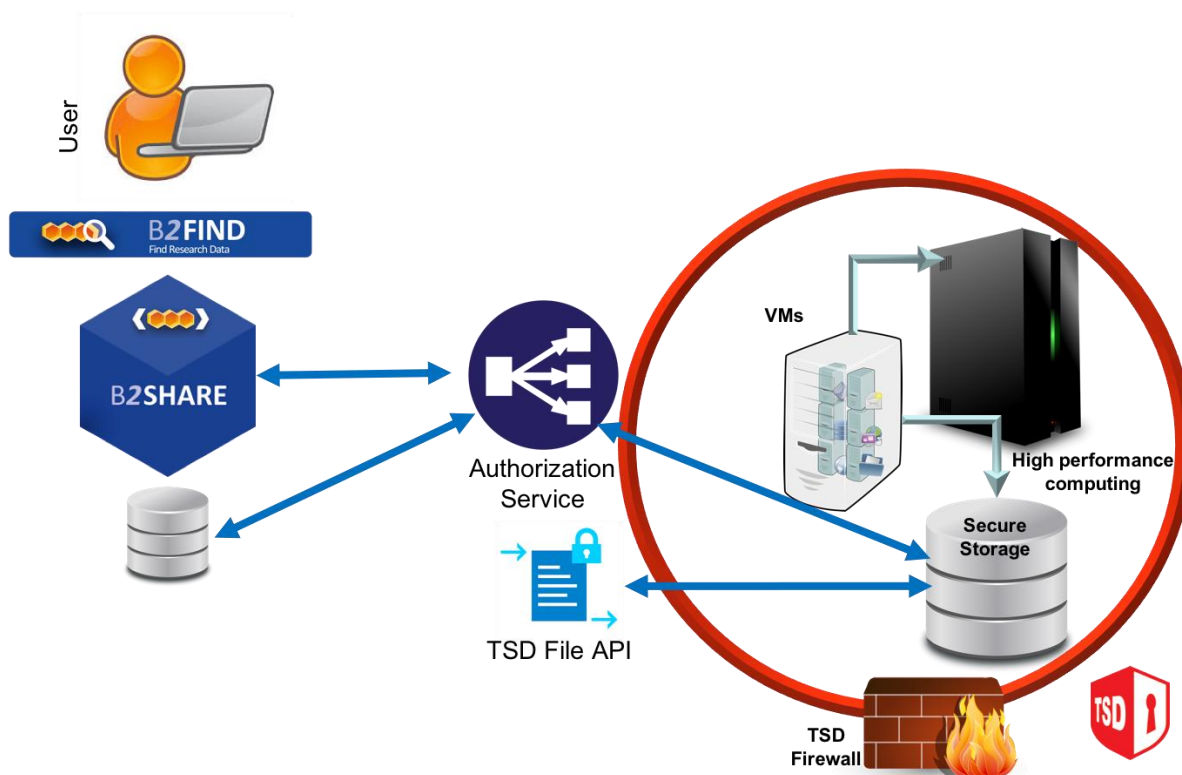 User
B2FIND
Find Research Data
B2SHARE
Authorization
Service
TSD File API
VMs
High performance
computing
Secure
Storage
TSD
Firewall
TSD